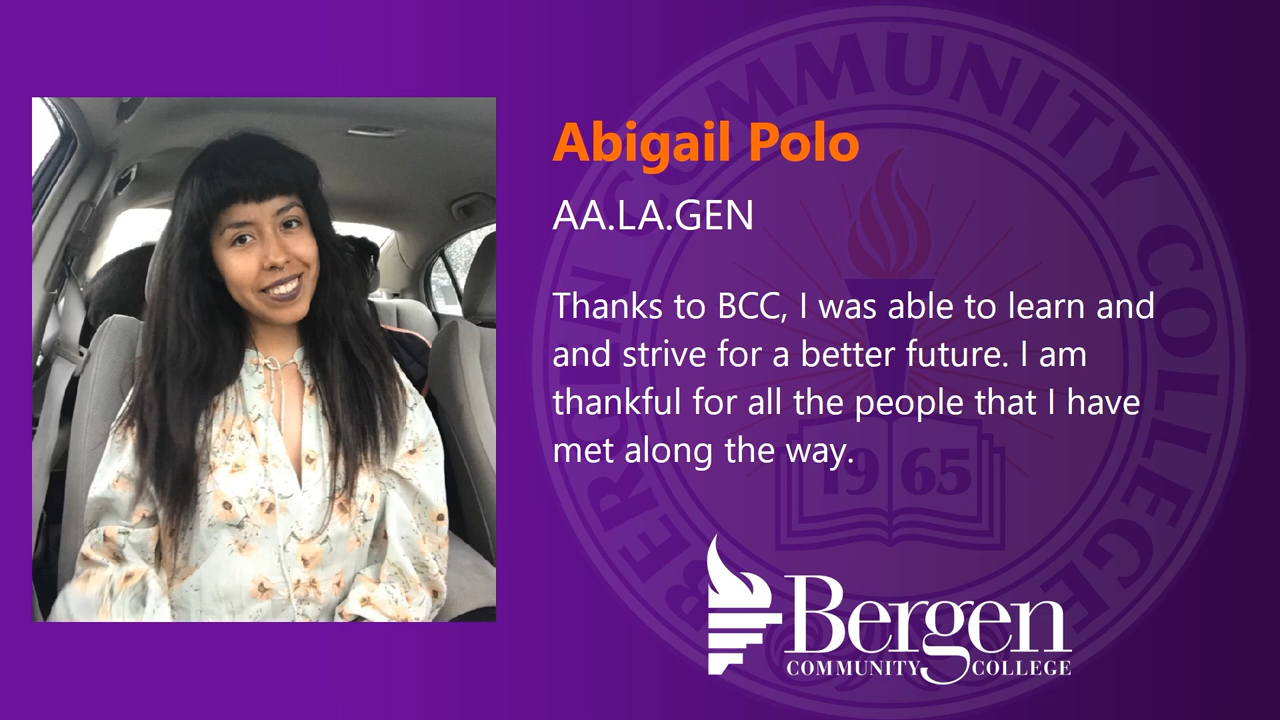 Abigail Polo
AA.LA.GEN
Thanks to BCC, I was able to learn and
and strive for a better future. I am
thankful for all the people that I have
met along the way.
BERGEN COMMUNITY COLLEGE
1965
Bergen
COMMUNITY COLLEGE